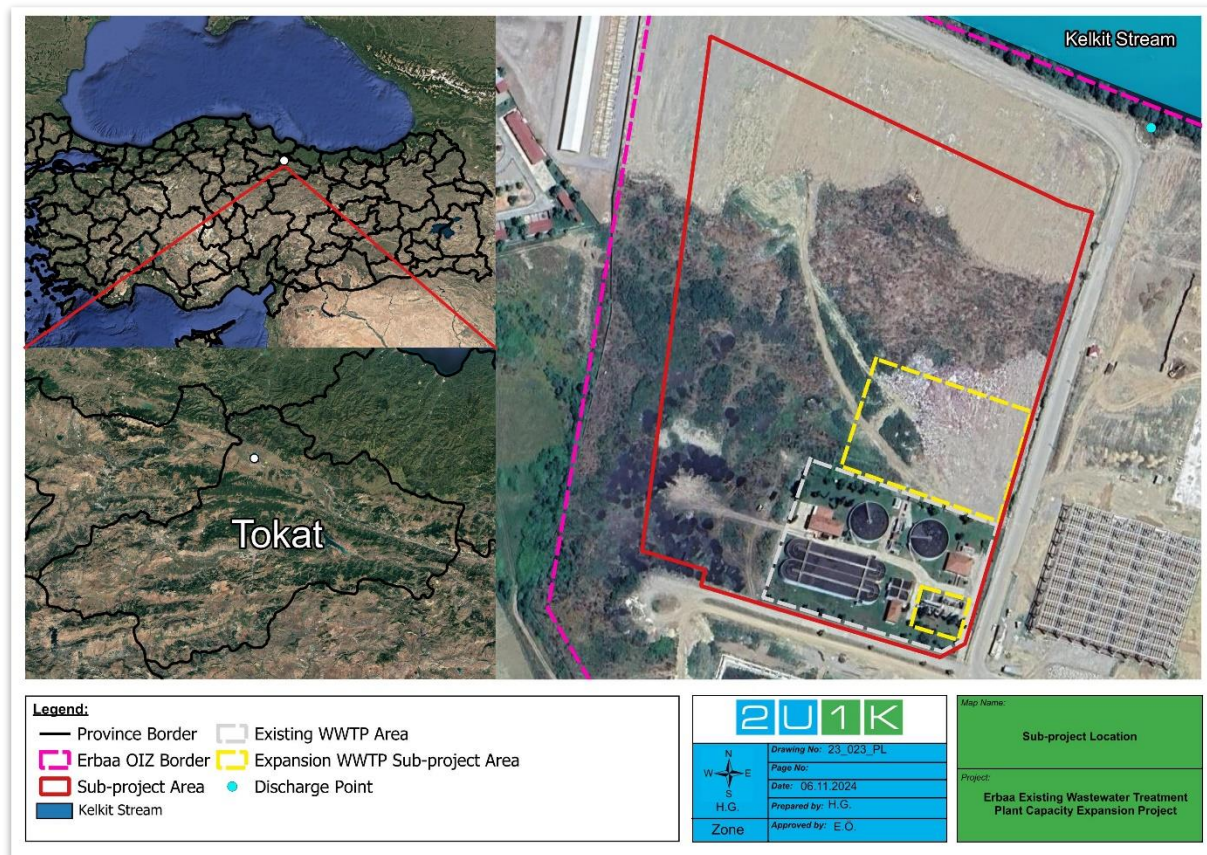 Kelkit Stream
Tokat
Legend:
Province Border
Erbaa OIZ Border
Sub-project Area
Kelkit Stream
Existing WWTP Area
Expansion WWTP Sub-project Area
Discharge Point
2U1K
N
W E
S
H.G.
Zone
Drawing No: 23_023_PL
Page No:
Date: 06.11.2024
Prepared by: H.G.
Approved by: E.Ö.
Map Name:
Sub-project Location
Project:
Erbaa Existing Wastewater Treatment
Plant Capacity Expansion Project